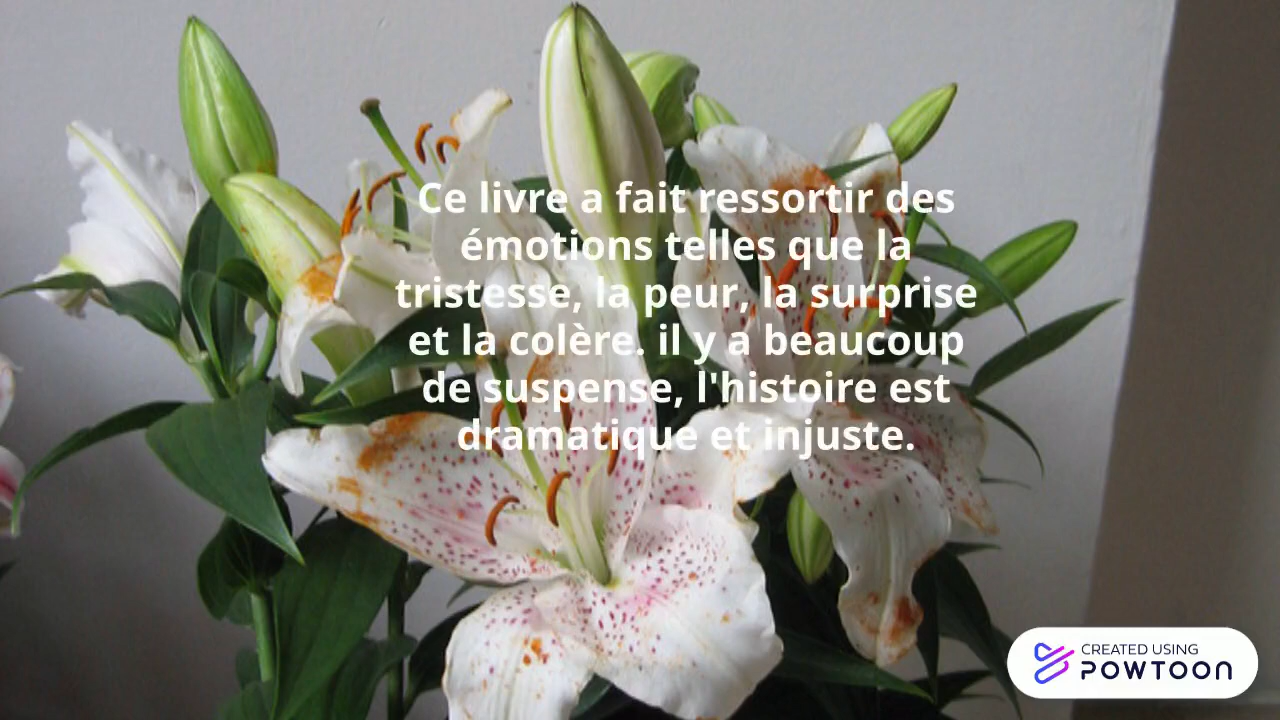 Ce livre a fait ressortir des
émotions telles que la
tristesse, la peur, la surprise
et la colère. il y a beaucoup
de suspense, l'histoire est
dramatique et injuste.
CREATED USING
POWTOON